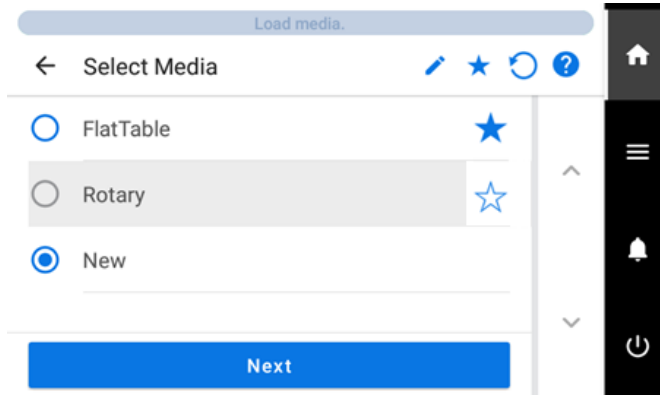 Load media.
Select Media
?
FlatTable
Rotary
New
Next